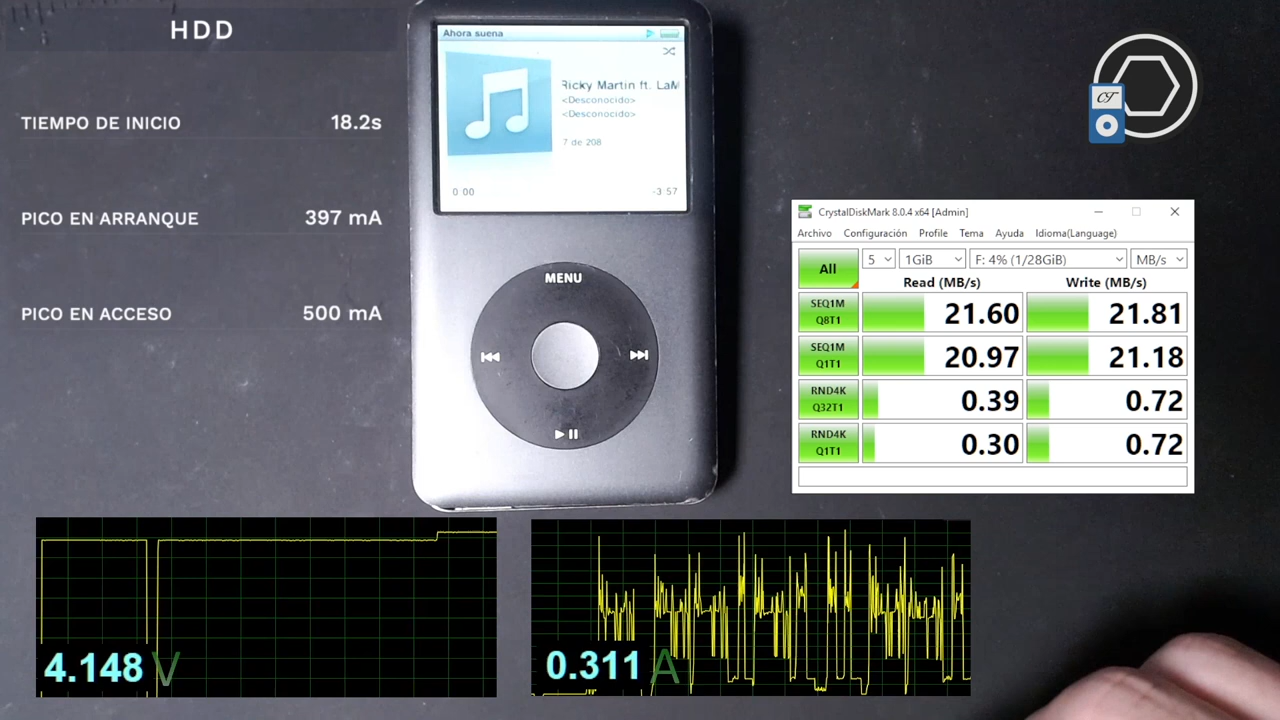 HDD
TIEMPO DE INICIO 18.2s
PICO EN ARRANQUE 397 mA
PICO EN ACCESO 500 mA
Ahora suena
Ricky Martin ft. LaM
<Desconocido>
<Desconocido>
7 de 208
0:00 -3:57
MENU
CT
CrystalDiskMark 8.0.4 x64 [Admin]
Archivo Configuración Profile Tema Ayuda Idioma(Language)
All 5 1GiB F: 4% (1/28GiB) MB/s
Read (MB/s) Write (MB/s)
SEQ1M Q8T1 21.60 21.81
SEQ1M Q1T1 20.97 21.18
RND4K Q32T1 0.39 0.72
RND4K Q1T1 0.30 0.72
4.148 V
0.311 A